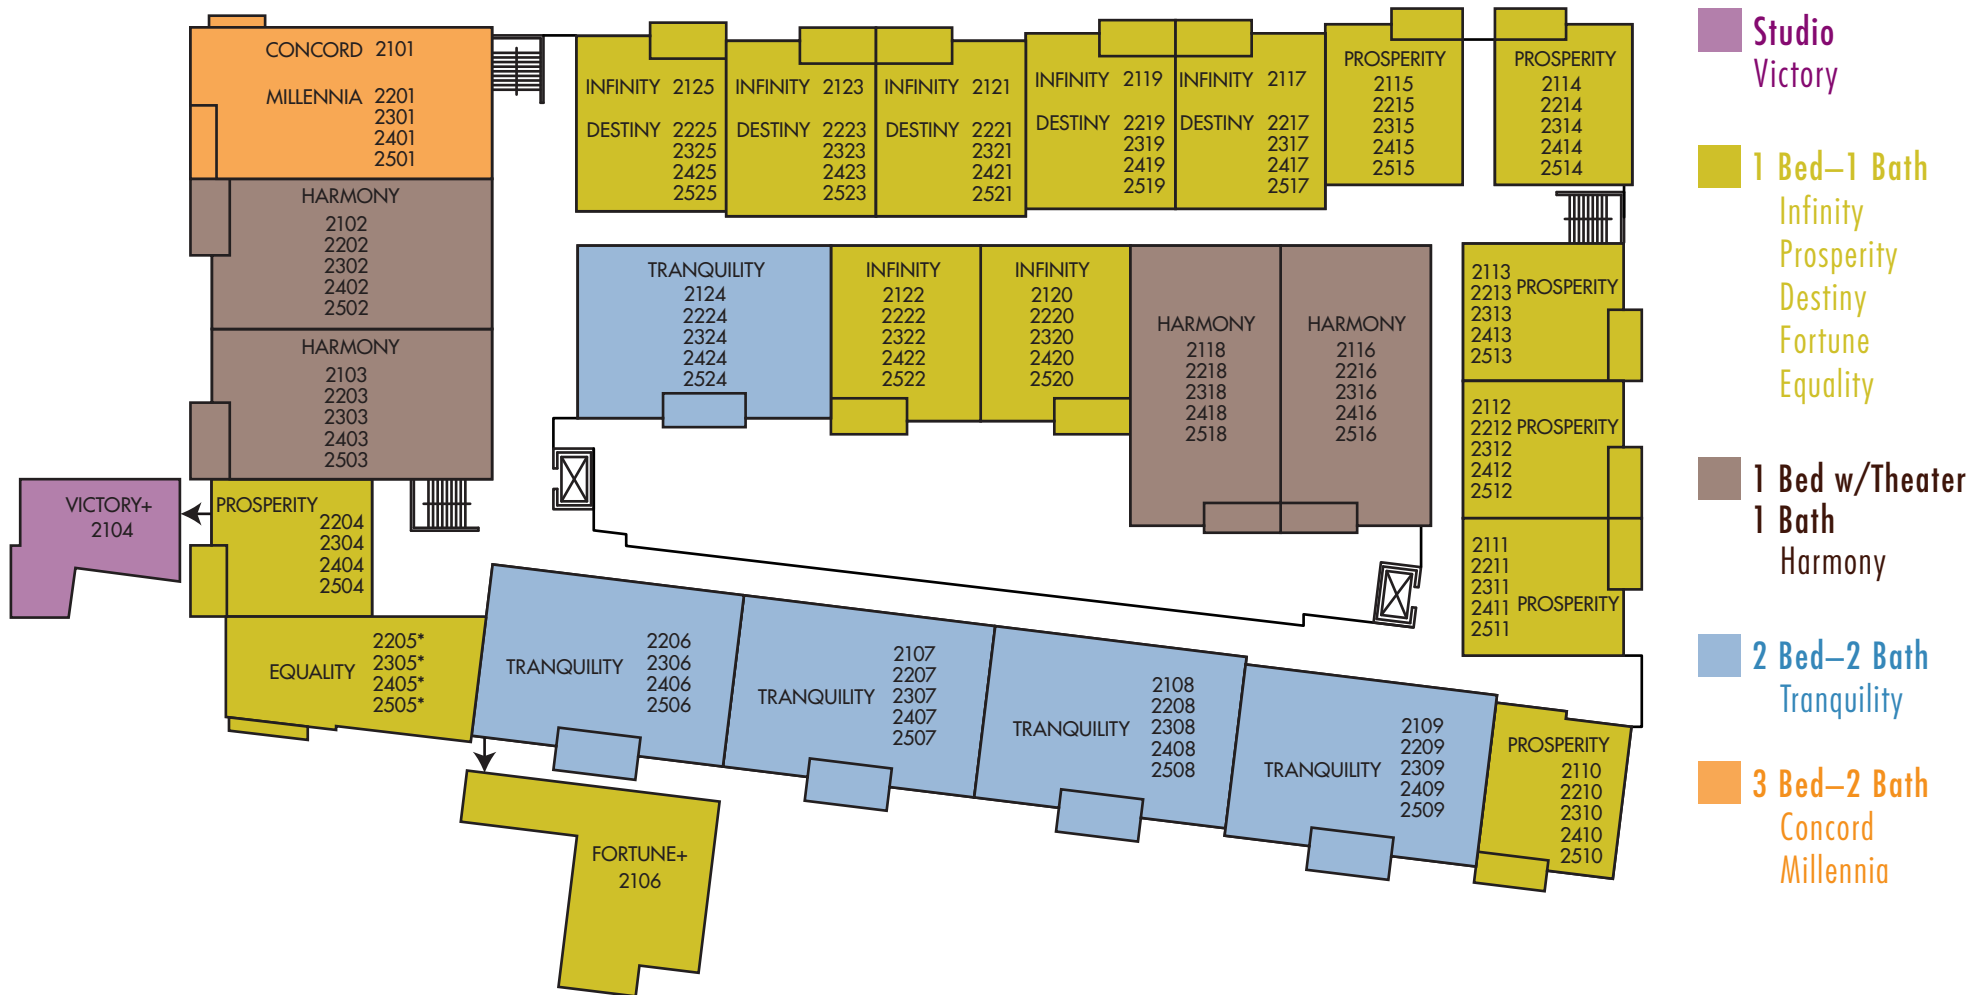 CONCORD 2101
MILLENNIA 2201
2301
2401
2501
HARMONY
2102
2202
2302
2402
2502
HARMONY
2103
2203
2303
2403
2503
VICTORY+
2104
PROSPERITY
2204
2304
2404
2504
EQUALITY
2205*
2305*
2405*
2505*
INFINITY 2125
DESTINY 2225
2325
2425
2525
INFINITY 2123
DESTINY 2223
2323
2423
2523
INFINITY 2121
DESTINY 2221
2321
2421
2521
INFINITY 2119
DESTINY 2219
2319
2419
2519
INFINITY 2117
DESTINY 2217
2317
2417
2517
PROSPERITY
2115
2215
2315
2415
2515
PROSPERITY
2114
2214
2314
2414
2514
TRANQUILITY
2124
2224
2324
2424
2524
INFINITY
2122
2222
2322
2422
2522
INFINITY
2120
2220
2320
2420
2520
HARMONY
2118
2218
2318
2418
2518
HARMONY
2116
2216
2316
2416
2516
2113
2213
2313
2413
2513
PROSPERITY
2112
2212
2312
2412
2512
PROSPERITY
2111
2211
2311
2411
2511
PROSPERITY
TRANQUILITY
2206
2306
2406
2506
TRANQUILITY
2107
2207
2307
2407
2507
TRANQUILITY
2108
2208
2308
2408
2508
TRANQUILITY
2109
2209
2309
2409
2509
PROSPERITY
2110
2210
2310
2410
2510
FORTUNE+
2106
Studio
Victory
1 Bed–1 Bath
Infinity
Prosperity
Destiny
Fortune
Equality
1 Bed w/Theater
1 Bath
Harmony
2 Bed–2 Bath
Tranquility
3 Bed–2 Bath
Concord
Millennia